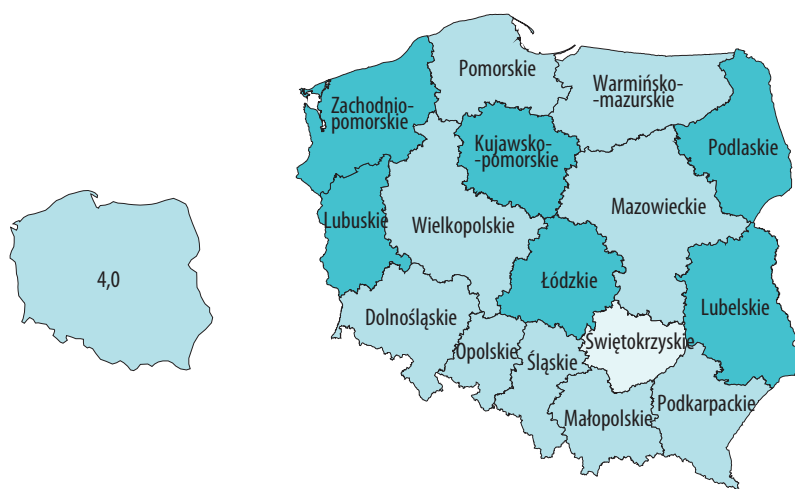 Pomorskie
Warmińsko-
-mazurskie
Zachodnio-
pomorskie
Kujawsko-
-pomorskie
Podlaskie
Lubuskie
Wielkopolskie
Mazowieckie
4,0
Łódzkie
Lubelskie
Dolnośląskie
Opolskie
Śląskie
Świętokrzyskie
Małopolskie
Podkarpackie